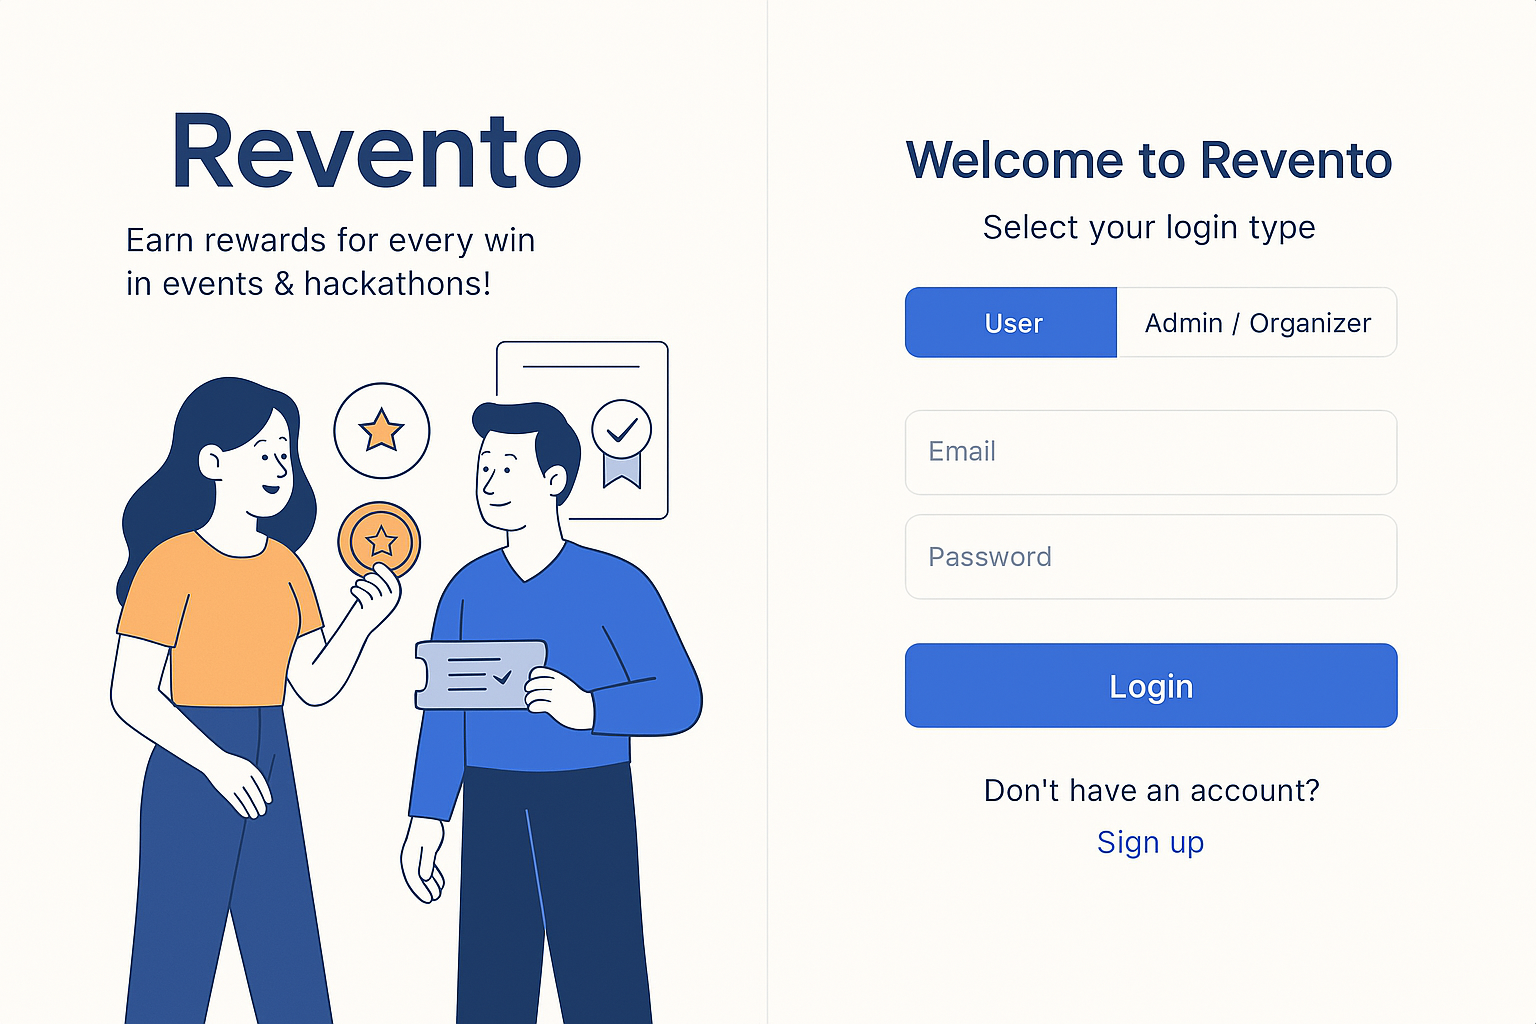 Revento
Earn rewards for every win
in events & hackathons!
Welcome to Revento
Select your login type
User
Admin / Organizer
Email
Password
Login
Don't have an account?
Sign up